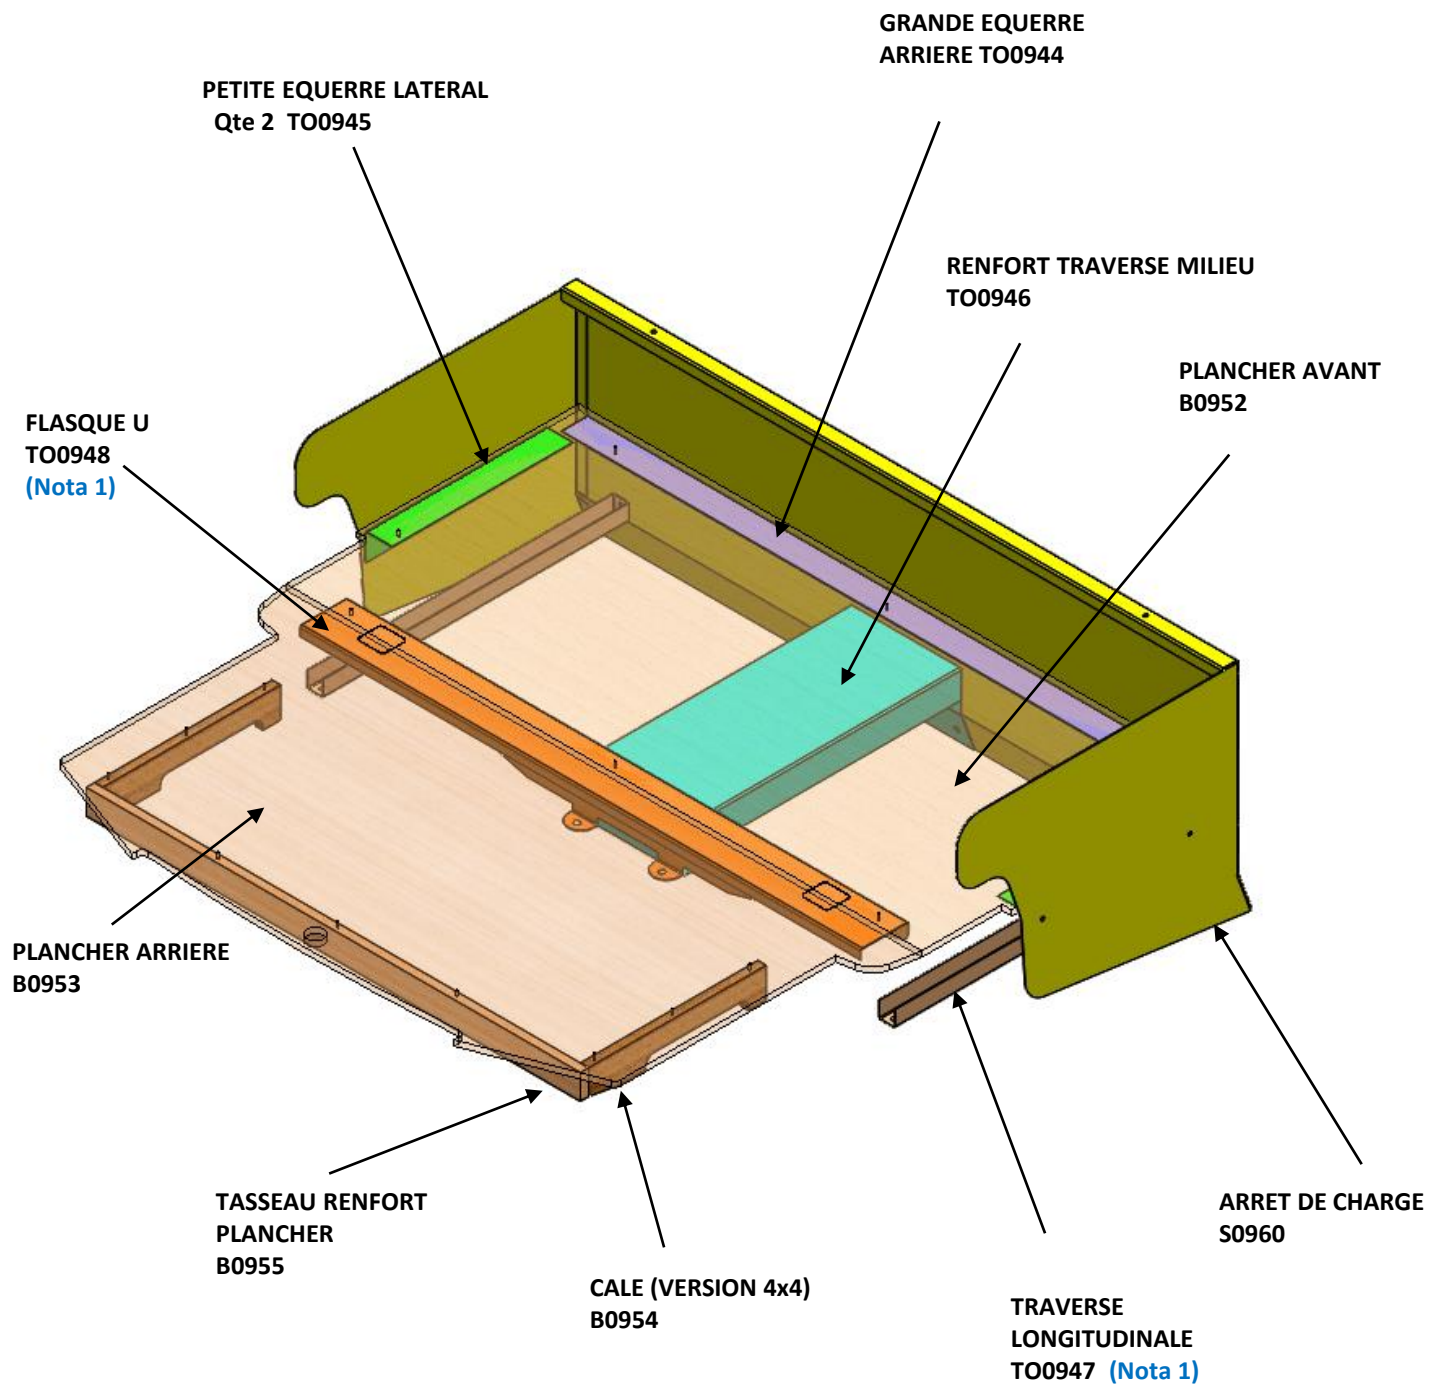 GRANDE EQUERRE
ARRIERE TO0944
PETITE EQUERRE LATERAL
Qte 2 TO0945
RENFORT TRAVERSE MILIEU
TO0946
PLANCHER AVANT
B0952
FLASQUE U
TO0948
(Nota 1)
PLANCHER ARRIERE
B0953
TASSEAU RENFORT
PLANCHER
B0955
CALE (VERSION 4x4)
B0954
ARRET DE CHARGE
S0960
TRAVERSE
LONGITUDINALE
TO0947 (Nota 1)